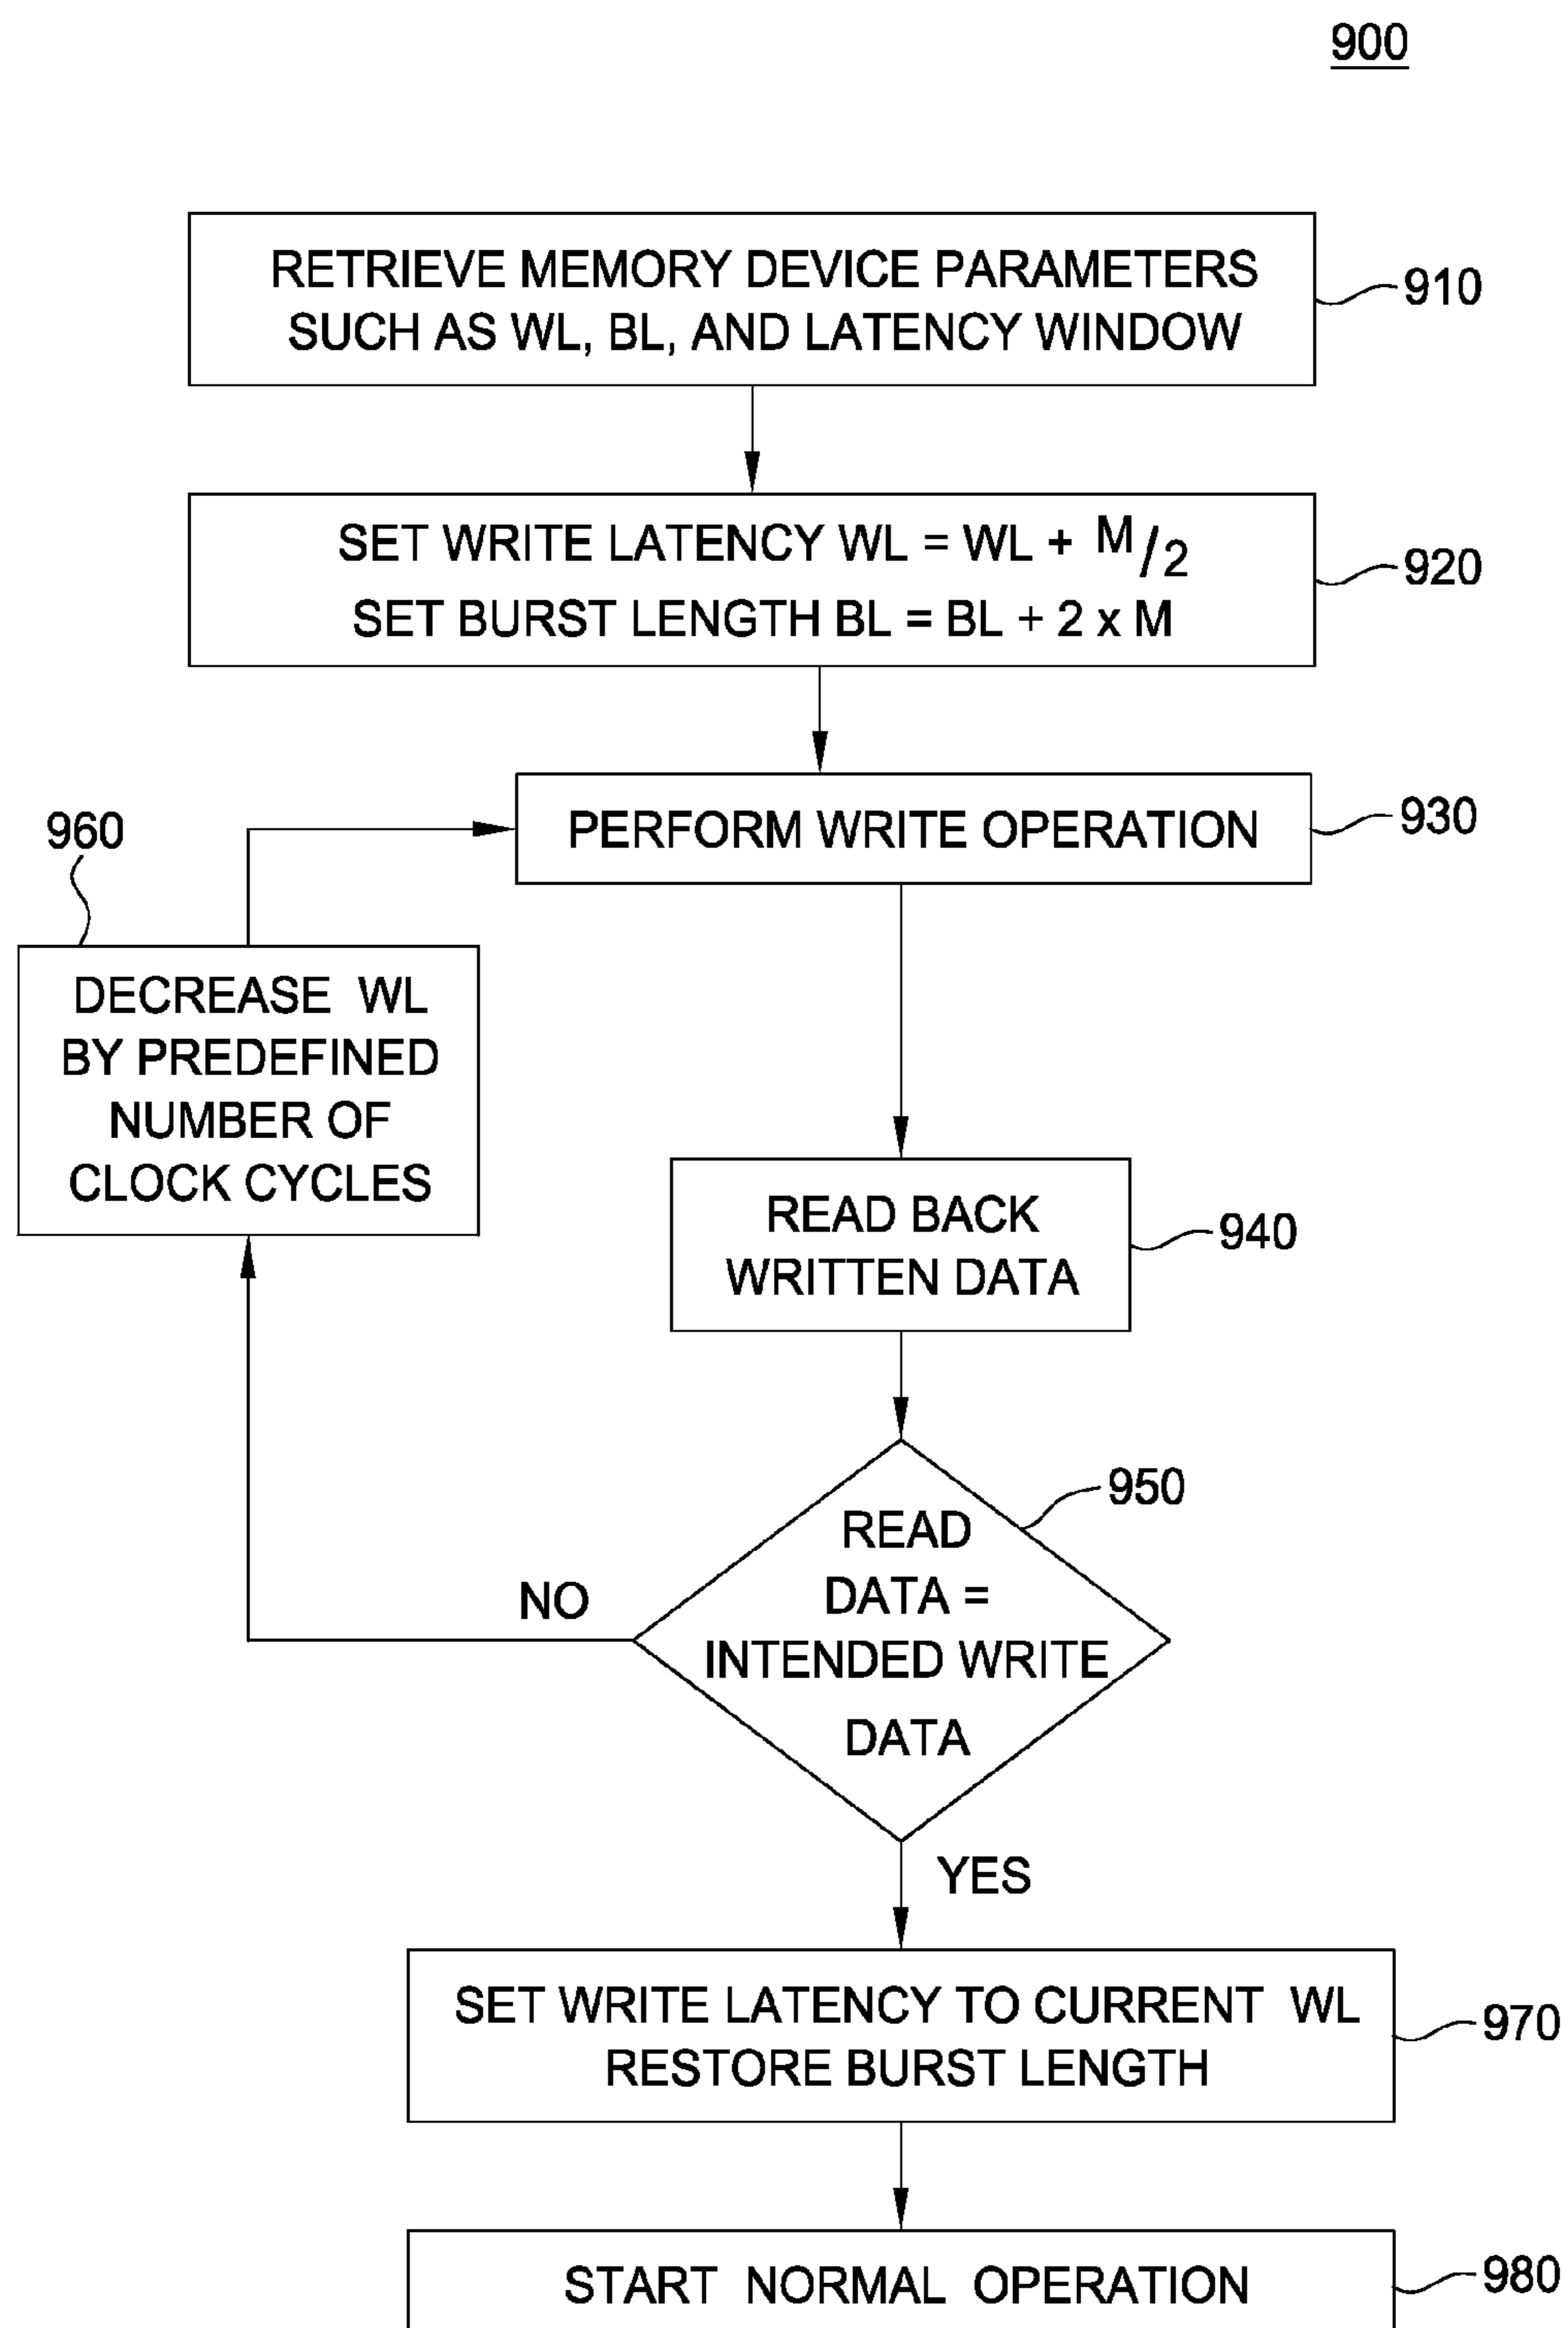 900
RETRIEVE MEMORY DEVICE PARAMETERS
SUCH AS WL, BL, AND LATENCY WINDOW
910
SET WRITE LATENCY WL = WL + M/2
SET BURST LENGTH BL = BL + 2 x M
920
PERFORM WRITE OPERATION
930
960
DECREASE WL
BY PREDEFINED
NUMBER OF
CLOCK CYCLES
READ BACK
WRITTEN DATA
940
950
READ
DATA =
INTENDED WRITE
DATA
NO
YES
SET WRITE LATENCY TO CURRENT WL
RESTORE BURST LENGTH
970
START NORMAL OPERATION
980